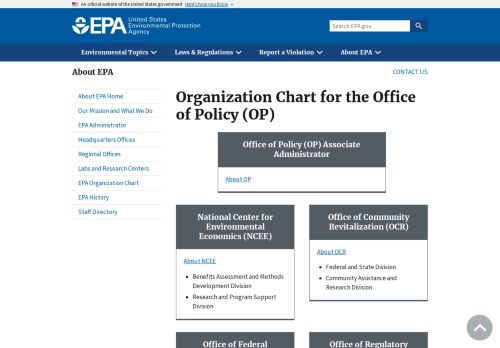 An official website of the United States government Here's how you know
EPA United States
Environmental Protection
Agency
Search EPA.gov
Environmental Topics
Laws & Regulations
Report a Violation
About EPA
About EPA
CONTACT US
About EPA Home
Our Mission and What We Do
EPA Administrator
Headquarters Offices
Regional Offices
Labs and Research Centers
EPA Organization Chart
EPA History
Staff Directory
Organization Chart for the Office
of Policy (OP)
Office of Policy (OP) Associate
Administrator
About OP
National Center for
Environmental
Economics (NCEE)
About NCEE
Benefits Assessment and Methods
Development Division
Research and Program Support
Division
Office of Community
Revitalization (OCR)
About OCR
Federal and State Division
Community Assistance and
Research Division
Office of Federal
Office of Regulatory